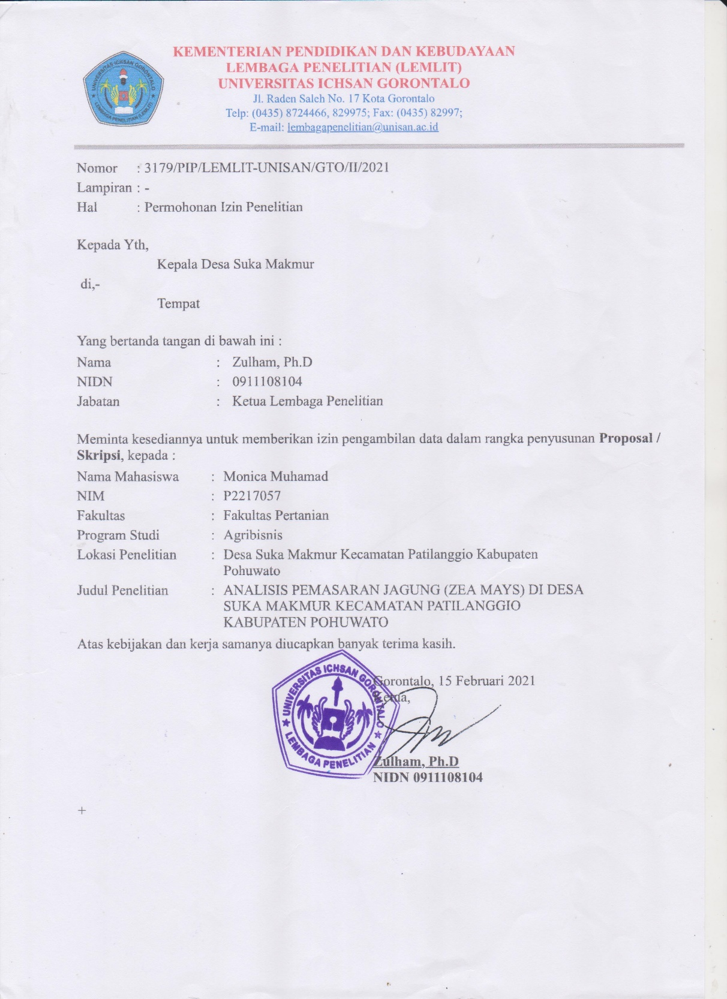 KEMENTERIAN PENDIDIKAN DAN KEBUDAYAAN
LEMBAGA PENELITIAN (LEMLIT)
UNIVERSITAS ICHSAN GORONTALO
Jl. Raden Saleh No. 17 Kota Gorontalo
Telp: (0435) 8724466, 829975; Fax: (0435) 82997;
E-mail: lembagapenelitian@unisan.ac.id
UNIVERSITAS ICHSAN GORONTALO
LEMBAGA PENELITIAN (LEMLIT)
Nomor : 3179/PIP/LEMLIT-UNISAN/GTO/II/2021
Lampiran : -
Hal : Permohonan Izin Penelitian
Kepada Yth,
Kepala Desa Suka Makmur
di,-
Tempat
Yang bertanda tangan di bawah ini :
Nama : Zulham, Ph.D
NIDN : 0911108104
Jabatan : Ketua Lembaga Penelitian
Meminta kesediannya untuk memberikan izin pengambilan data dalam rangka penyusunan Proposal /
Skripsi, kepada :
Nama Mahasiswa : Monica Muhamad
NIM : P2217057
Fakultas : Fakultas Pertanian
Program Studi : Agribisnis
Lokasi Penelitian : Desa Suka Makmur Kecamatan Patilanggio Kabupaten
Pohuwato
Judul Penelitian : ANALISIS PEMASARAN JAGUNG (ZEA MAYS) DI DESA
SUKA MAKMUR KECAMATAN PATILANGGIO
KABUPATEN POHUWATO
Atas kebijakan dan kerja samanya diucapkan banyak terima kasih.
Gorontalo, 15 Februari 2021
Ketua,
UNIVERSITAS ICHSAN GORONTALO
LEMBAGA PENELITIAN
Zulham, Ph.D
NIDN 0911108104
+